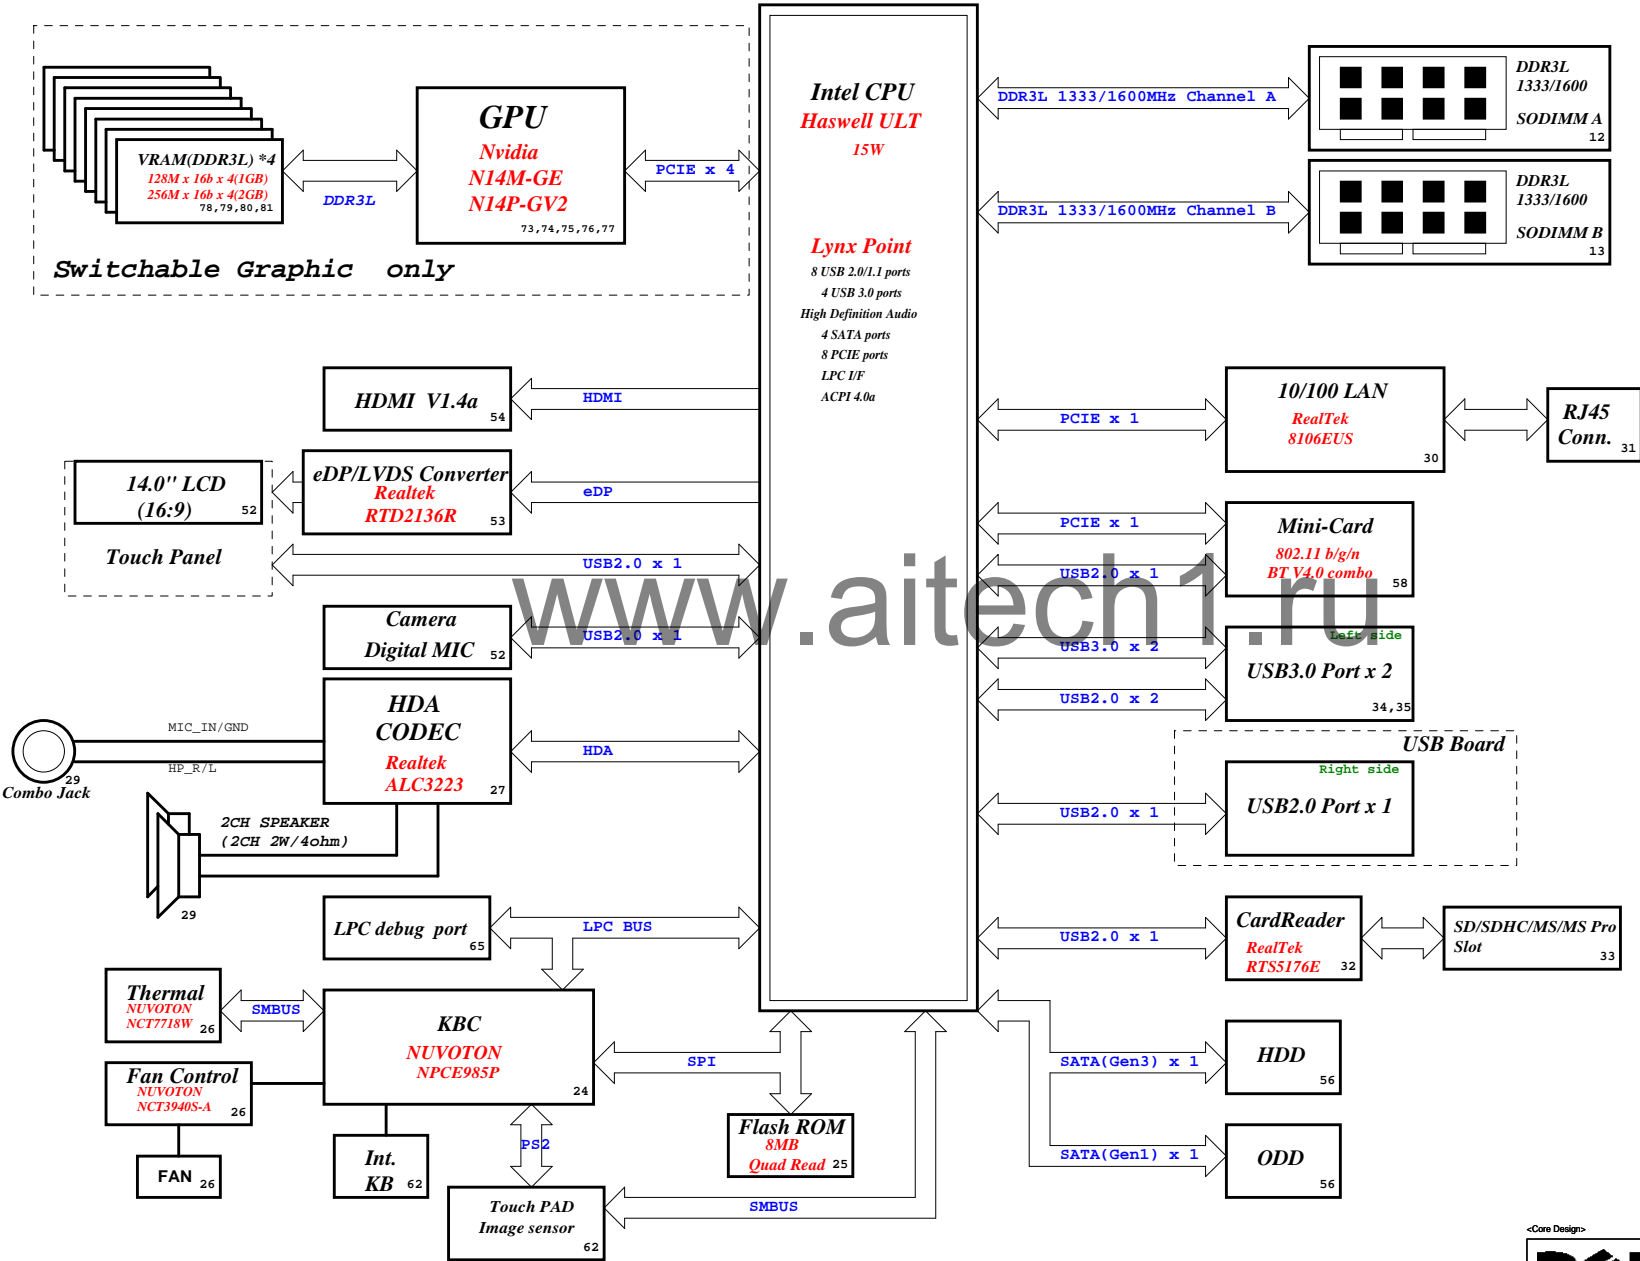 VRAM(DDR3L) *4
128M x 16b x 4(1GB)
256M x 16b x 4(2GB)
78,79,80,81
DDR3L
GPU
Nvidia
N14M-GE
N14P-GV2
73,74,75,76,77
PCIE x 4
Switchable Graphic only
Intel CPU
Haswell ULT
15W
Lynx Point
8 USB 2.0/1.1 ports
4 USB 3.0 ports
High Definition Audio
4 SATA ports
8 PCIE ports
LPC I/F
ACPI 4.0a
DDR3L 1333/1600MHz Channel A
DDR3L
1333/1600
SODIMM A
12
DDR3L 1333/1600MHz Channel B
DDR3L
1333/1600
SODIMM B
13
HDMI V1.4a
54
HDMI
eDP/LVDS Converter
Realtek
RTD2136R
53
eDP
14.0" LCD
(16:9)
52
Touch Panel
USB2.0 x 1
Camera
Digital MIC
52
USB2.0 x 1
HDA
CODEC
Realtek
ALC3223
27
HDA
MIC_IN/GND
HP_R/L
29
Combo Jack
2CH SPEAKER
(2CH 2W/4ohm)
29
LPC debug port
65
LPC BUS
Thermal
NUVOTON
NCT7718W
26
SMBUS
KBC
NUVOTON
NPCE985P
24
SPI
Fan Control
NUVOTON
NCT3940S-A
26
FAN
26
Int.
KB
62
PS2
Touch PAD
Image sensor
62
SMBUS
Flash ROM
8MB
Quad Read
25
PCIE x 1
10/100 LAN
RealTek
8106EUS
30
RJ45
Conn.
31
PCIE x 1
USB2.0 x 1
Mini-Card
802.11 b/g/n
BT V4.0 combo
58
www.aitech1.ru
USB3.0 x 2
USB2.0 x 2
Left side
USB3.0 Port x 2
34,35
USB Board
Right side
USB2.0 Port x 1
USB2.0 x 1
USB2.0 x 1
CardReader
RealTek
RTS5176E
32
SD/SDHC/MS/MS Pro
Slot
33
SATA(Gen3) x 1
HDD
56
SATA(Gen1) x 1
ODD
56
<Core Design>